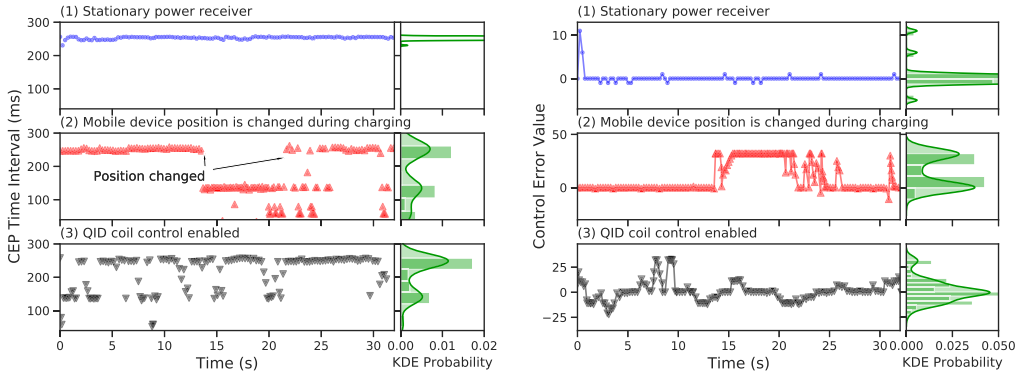 (1) Stationary power receiver
300
200
100
(2) Mobile device position is changed during charging
300
200
100
Position changed
(3) QID coil control enabled
300
200
100
0 5 10 15 20 25 30 0.00 0.01 0.02
CEP Time Interval (ms)
Time (s)
KDE Probability
(1) Stationary power receiver
10
0
(2) Mobile device position is changed during charging
50
0
(3) QID coil control enabled
25
0
−25
0 5 10 15 20 25 30 0.000 0.025 0.050
Control Error Value
Time (s)
KDE Probability